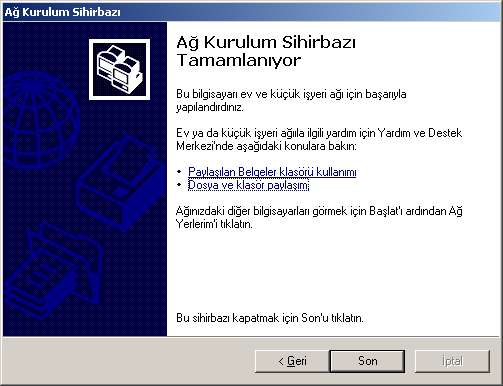 Ağ Kurulum Sihirbazı
Ağ Kurulum Sihirbazı
Tamamlanıyor
Bu bilgisayarı ev ve küçük işyeri ağı için başarıyla
yapılandırdınız.
Ev ya da küçük işyeri ağıila ilgili yardım için Yardım ve Destek
Merkezi'nde aşağıdaki konulara bakın:
• Paylaşılan Belgeler klasörü kullanımı
• Dosya ve klasör paylaşımı
Ağınızdaki diğer bilgisayarları görmek için Başlat'ı ardından Ağ
Yerlerim'i tıklatın.
Bu sihirbazı kapatmak için Son'u tıklatın.
< Geri
Son
İptal